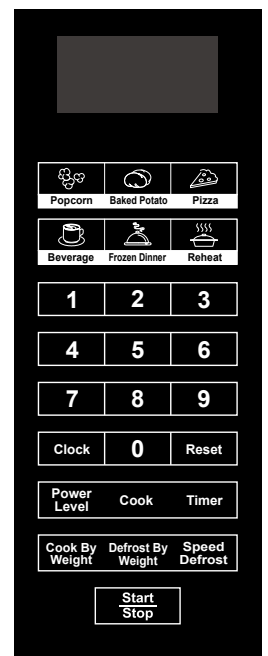 Popcorn Baked Potato Pizza
Beverage Frozen Dinner Reheat
1 2 3
4 5 6
7 8 9
Clock 0 Reset
Power Level Cook Timer
Cook By Weight Defrost By Weight Speed Defrost
Start
Stop